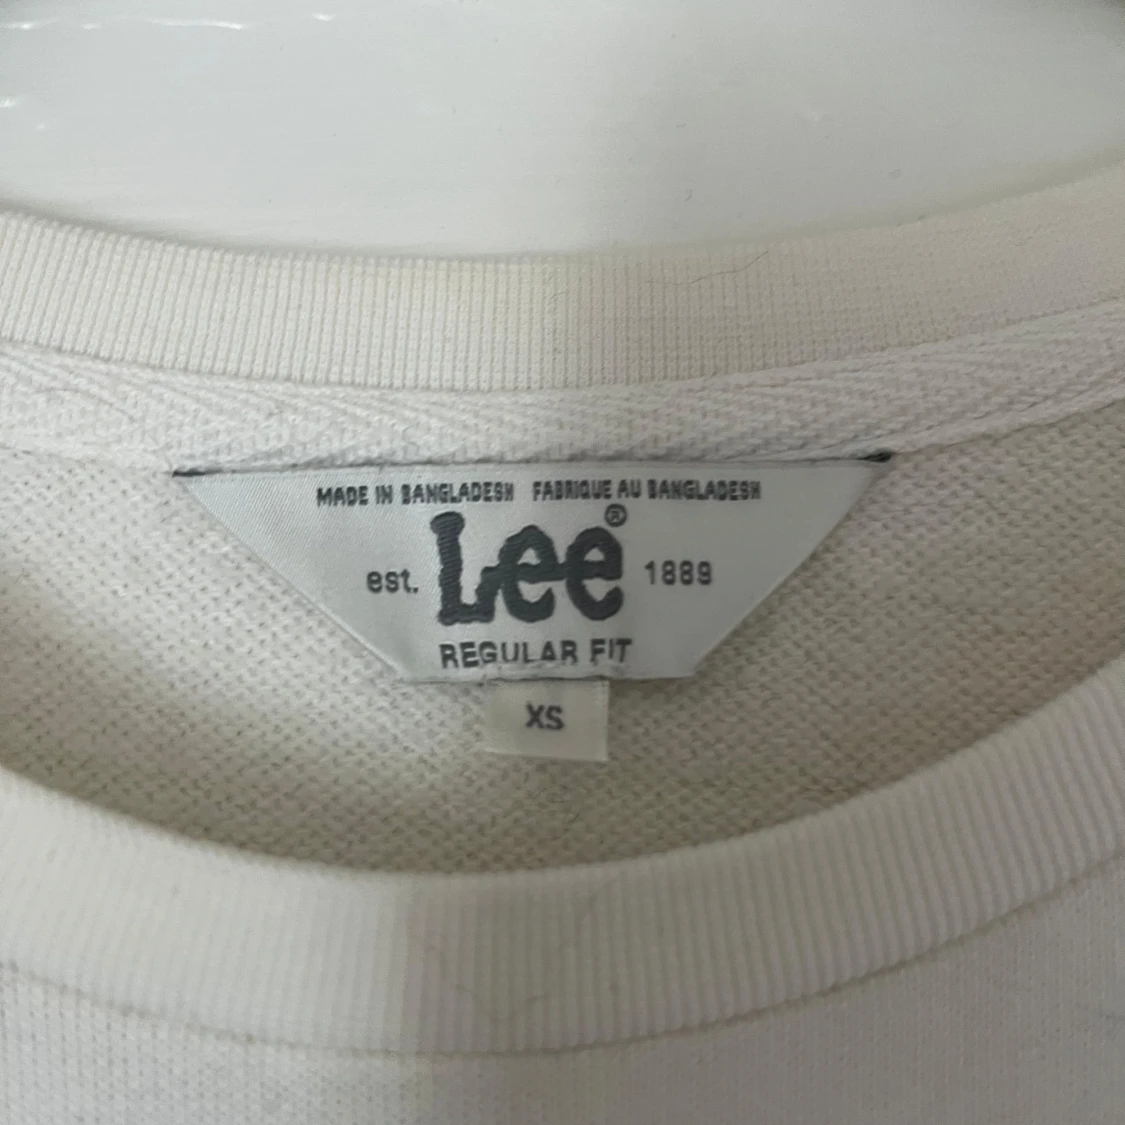 MADE IN BANGLADESH FABRIQUE AU BANGLADESH
est. Lee® 1889
REGULAR FIT
XS